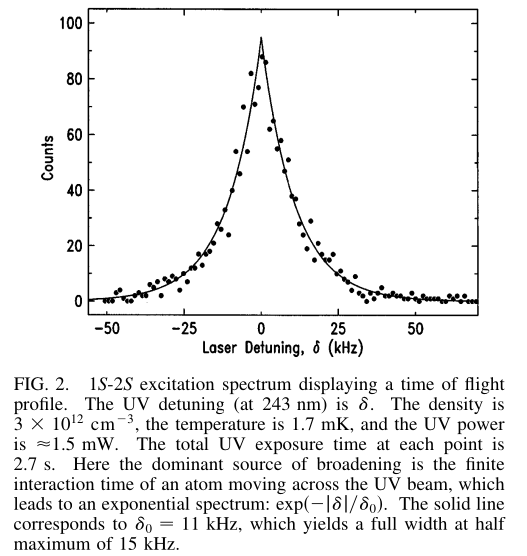 100
80
60
40
20
0
Counts
−50
−25
0
25
50
Laser Detuning, δ (kHz)
FIG. 2. 1S-2S excitation spectrum displaying a time of flight
profile. The UV detuning (at 243 nm) is δ. The density is
3 × 10¹² cm⁻³, the temperature is 1.7 mK, and the UV power
is ≈1.5 mW. The total UV exposure time at each point is
2.7 s. Here the dominant source of broadening is the finite
interaction time of an atom moving across the UV beam, which
leads to an exponential spectrum: exp(−|δ|/δ₀). The solid line
corresponds to δ₀ = 11 kHz, which yields a full width at half
maximum of 15 kHz.